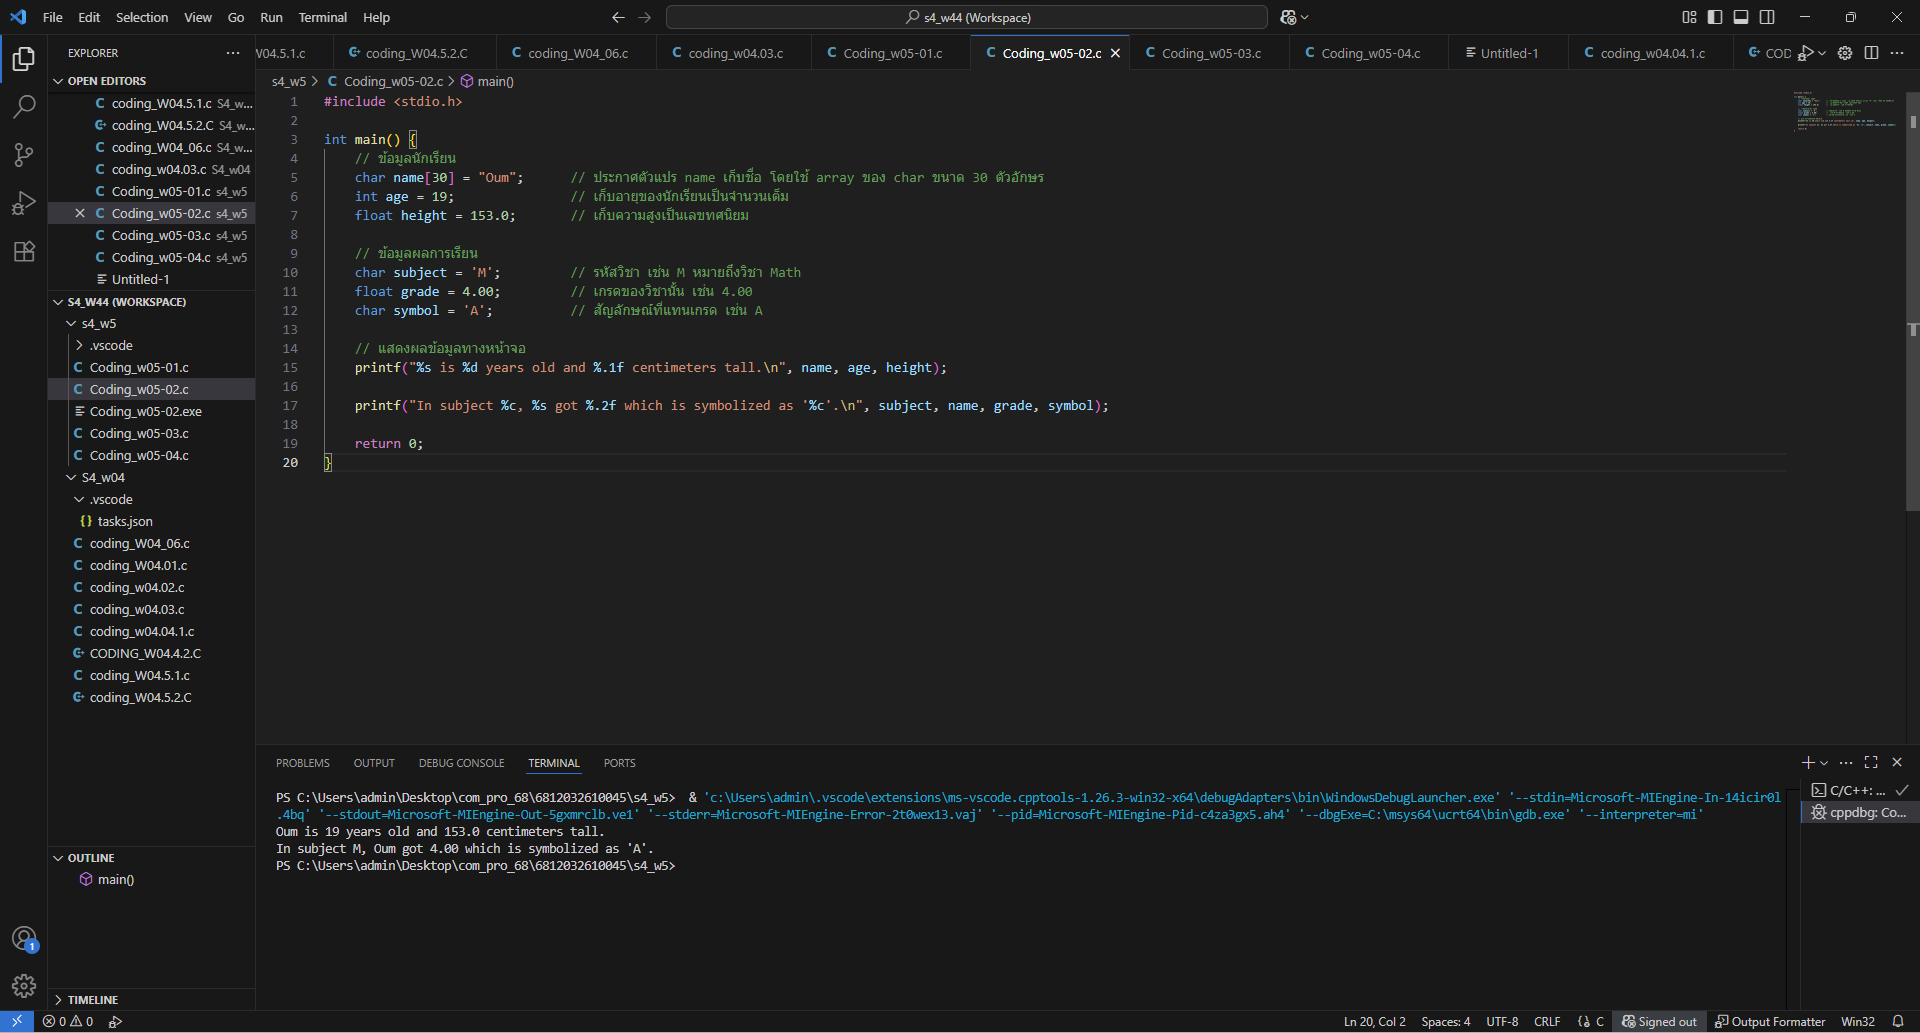 File Edit Selection View Go Run Terminal Help
s4_w44 (Workspace)
EXPLORER
W04.5.1.c coding_W04.5.2.C coding_W04_06.c coding_w04.03.c Coding_w05-01.c Coding_w05-02.c Coding_w05-03.c Coding_w05-04.c Untitled-1 coding_w04.04.1.c COD
OPEN EDITORS
coding_W04.5.1.c S4_w...
coding_W04.5.2.C S4_w...
coding_W04_06.c S4_w...
coding_w04.03.c S4_w04
Coding_w05-01.c s4_w5
Coding_w05-02.c s4_w5
Coding_w05-03.c s4_w5
Coding_w05-04.c s4_w5
Untitled-1
S4_W44 (WORKSPACE)
s4_w5
.vscode
Coding_w05-01.c
Coding_w05-02.c
Coding_w05-02.exe
Coding_w05-03.c
Coding_w05-04.c
S4_w04
.vscode
{} tasks.json
coding_W04_06.c
coding_W04.01.c
coding_w04.02.c
coding_w04.03.c
coding_w04.04.1.c
CODING_W04.4.2.C
coding_W04.5.1.c
coding_W04.5.2.C
OUTLINE
main()
TIMELINE
s4_w5 > C Coding_w05-02.c > main()
1 #include <stdio.h>
2
3 int main() {
4 // ข้อมูลนักเรียน
5 char name[30] = "Oum"; // ประกาศตัวแปร name เก็บชื่อ โดยใช้ array ของ char ขนาด 30 ตัวอักษร
6 int age = 19; // เก็บอายุของนักเรียนเป็นจำนวนเต็ม
7 float height = 153.0; // เก็บความสูงเป็นเลขทศนิยม
8
9 // ข้อมูลผลการเรียน
10 char subject = 'M'; // รหัสวิชา เช่น M หมายถึงวิชา Math
11 float grade = 4.00; // เกรดของวิชานั้น เช่น 4.00
12 char symbol = 'A'; // สัญลักษณ์ที่แทนเกรด เช่น A
13
14 // แสดงผลข้อมูลทางหน้าจอ
15 printf("%s is %d years old and %.1f centimeters tall.\n", name, age, height);
16
17 printf("In subject %c, %s got %.2f which is symbolized as '%c'.\n", subject, name, grade, symbol);
18
19 return 0;
20 }
PROBLEMS OUTPUT DEBUG CONSOLE TERMINAL PORTS
PS C:\Users\admin\Desktop\com_pro_68\6812032610045\s4_w5> & 'c:\Users\admin\.vscode\extensions\ms-vscode.cpptools-1.26.3-win32-x64\debugAdapters\bin\WindowsDebugLauncher.exe' '--stdin=Microsoft-MIEngine-In-14icir0l
.4bq' '--stdout=Microsoft-MIEngine-Out-5gxmrclb.ve1' '--stderr=Microsoft-MIEngine-Error-2t0wex13.vaj' '--pid=Microsoft-MIEngine-Pid-c4za3gx5.ah4' '--dbgExe=C:\msys64\ucrt64\bin\gdb.exe' '--interpreter=mi'
Oum is 19 years old and 153.0 centimeters tall.
In subject M, Oum got 4.00 which is symbolized as 'A'.
PS C:\Users\admin\Desktop\com_pro_68\6812032610045\s4_w5>
C/C++: ...
cppdbg: Co...
1
0 0
Ln 20, Col 2 Spaces: 4 UTF-8 CRLF {} C Signed out Output Formatter Win32